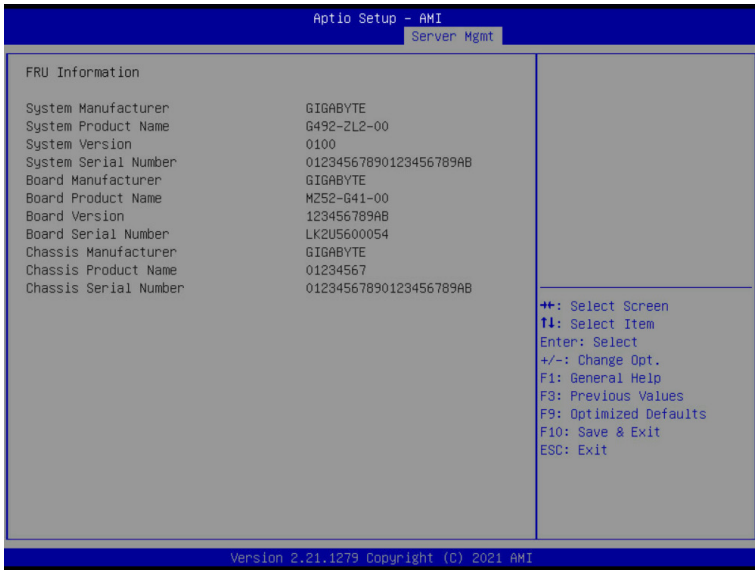 Aptio Setup – AMI
Server Mgmt
FRU Information
System Manufacturer GIGABYTE
System Product Name G492-ZL2-00
System Version 0100
System Serial Number 01234567890123456789AB
Board Manufacturer GIGABYTE
Board Product Name MZ52-G41-00
Board Version 123456789AB
Board Serial Number LK2U5600054
Chassis Manufacturer GIGABYTE
Chassis Product Name 01234567
Chassis Serial Number 01234567890123456789AB
→←: Select Screen
↑↓: Select Item
Enter: Select
+/-: Change Opt.
F1: General Help
F3: Previous Values
F9: Optimized Defaults
F10: Save & Exit
ESC: Exit
Version 2.21.1279 Copyright (C) 2021 AMI